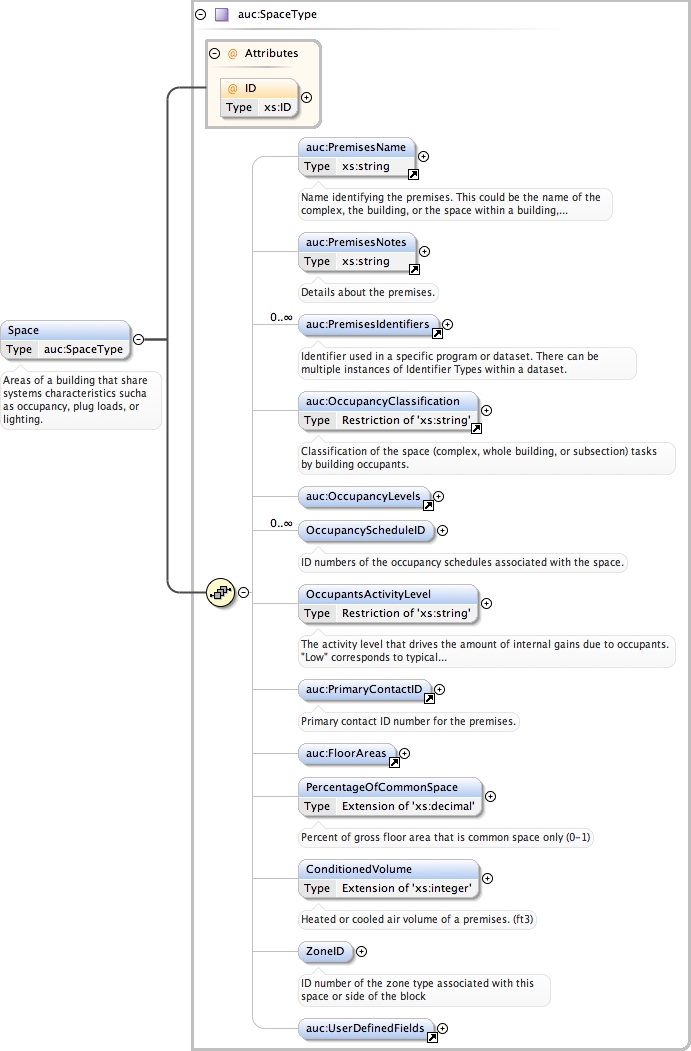 auc:SpaceType
@ Attributes
@ ID
Type xs:ID
auc:PremisesName
Type xs:string
Name identifying the premises. This could be the name of the
complex, the building, or the space within a building,...
auc:PremisesNotes
Type xs:string
Details about the premises.
0..∞
auc:PremisesIdentifiers
Identifier used in a specific program or dataset. There can be
multiple instances of Identifier Types within a dataset.
Space
Type auc:SpaceType
Areas of a building that share
systems characteristics sucha
as occupancy, plug loads, or
lighting.
auc:OccupancyClassification
Type Restriction of 'xs:string'
Classification of the space (complex, whole building, or subsection) tasks
by building occupants.
auc:OccupancyLevels
0..∞
OccupancyScheduleID
ID numbers of the occupancy schedules associated with the space.
OccupantsActivityLevel
Type Restriction of 'xs:string'
The activity level that drives the amount of internal gains due to occupants.
"Low" corresponds to typical...
auc:PrimaryContactID
Primary contact ID number for the premises.
auc:FloorAreas
PercentageOfCommonSpace
Type Extension of 'xs:decimal'
Percent of gross floor area that is common space only (0-1)
ConditionedVolume
Type Extension of 'xs:integer'
Heated or cooled air volume of a premises. (ft3)
ZoneID
ID number of the zone type associated with this
space or side of the block
auc:UserDefinedFields